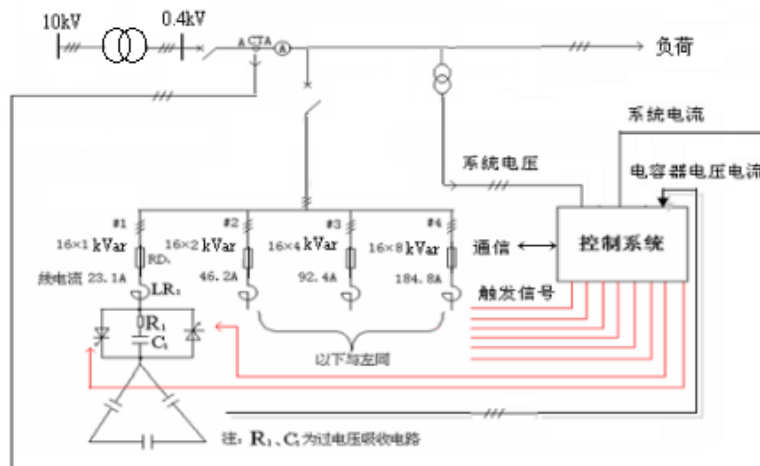 10kV
0.4kV
A CTA A
负荷
系统电流
系统电压
电容器电压电流
#1 #2 #3 #4
16×1 kVar 16×2 kVar 16×4 kVar 16×8 kVar
RD₁
线电流 23.1A 46.2A 92.4A 184.8A
LR₁
通信
控制系统
触发信号
R₁
C₁
以下与左同
注: R₁、C₁为过电压吸收电路